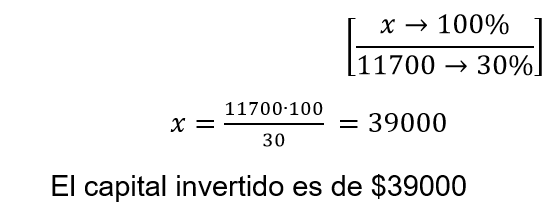 [x → 100%
11700 → 30%]
x = 11700·100/30 = 39000
El capital invertido es de $39000